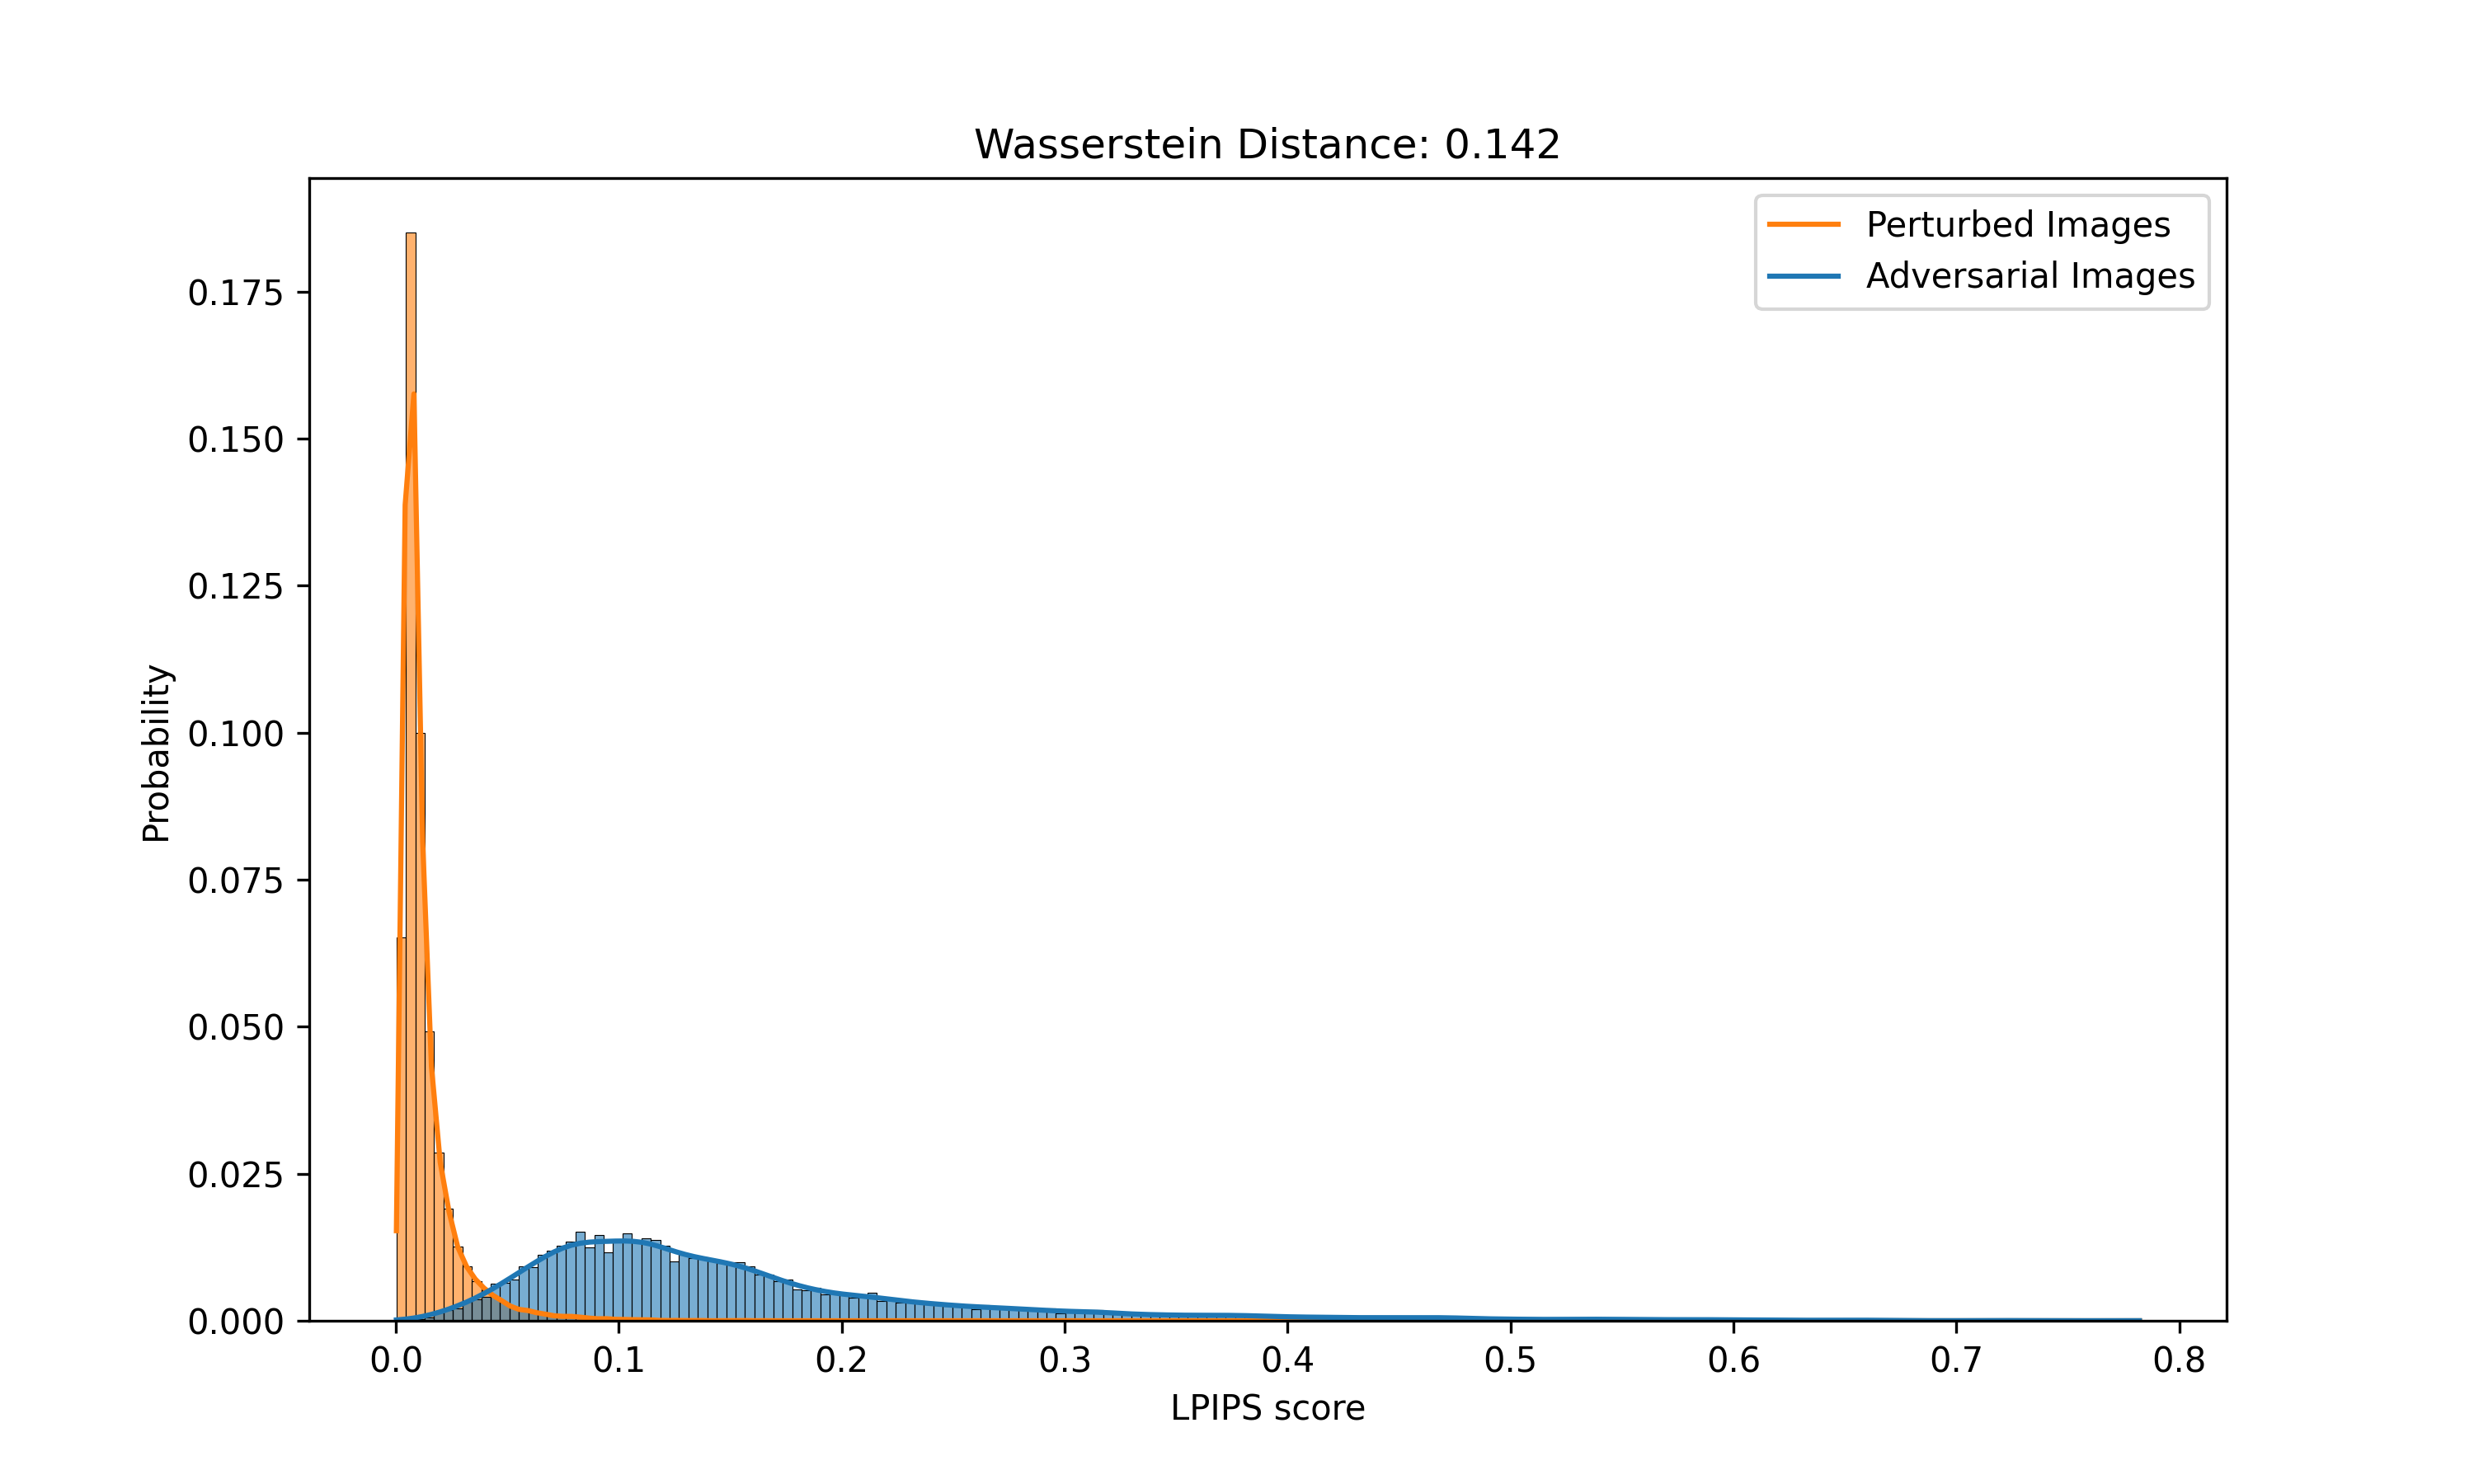 Wasserstein Distance: 0.142
Perturbed Images
Adversarial Images
Probability
0.175
0.150
0.125
0.100
0.075
0.050
0.025
0.000
0.0 0.1 0.2 0.3 0.4 0.5 0.6 0.7 0.8
LPIPS score